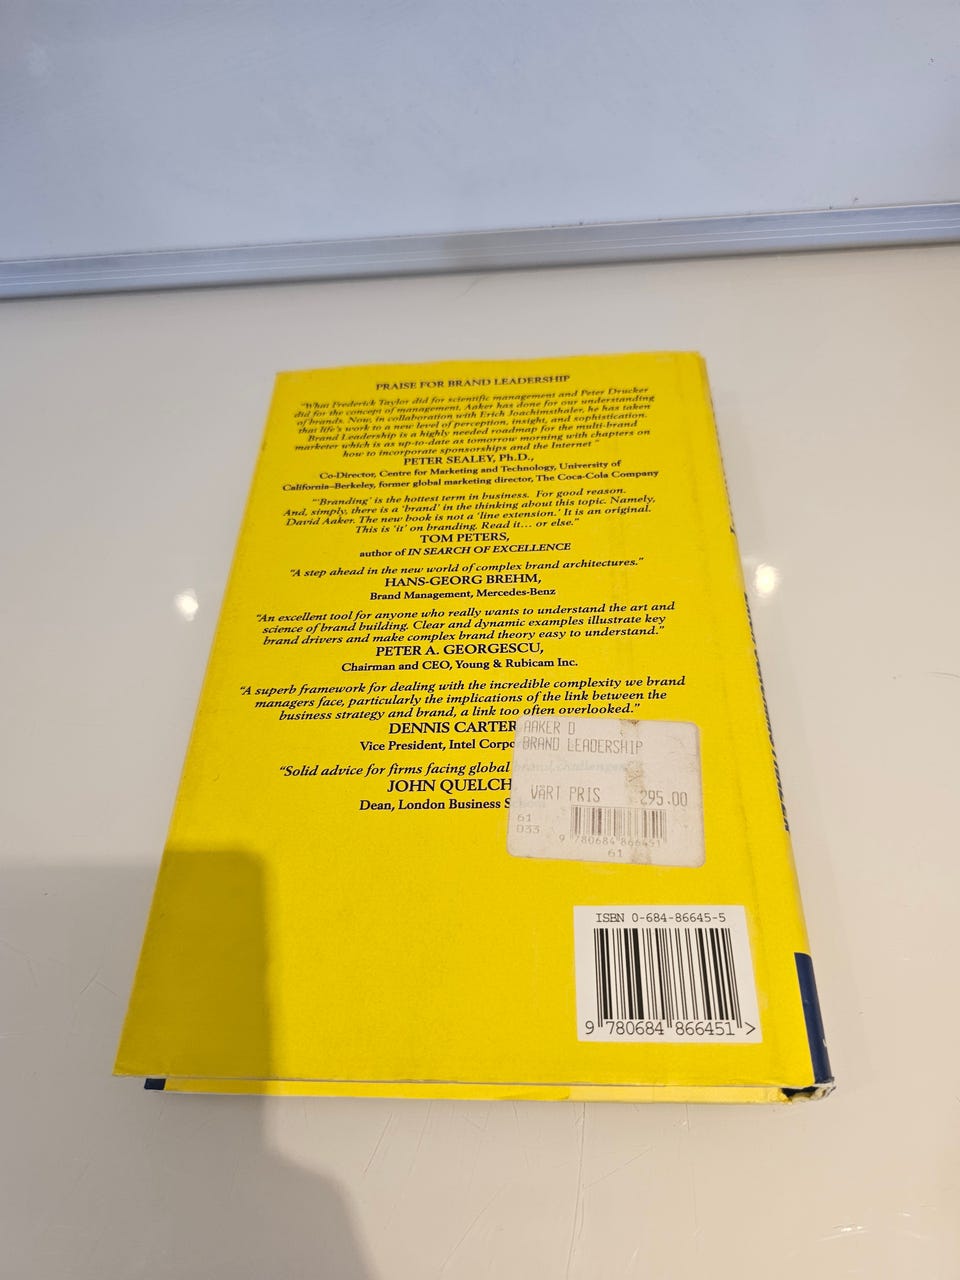 PRAISE FOR BRAND LEADERSHIP
"What Frederick Taylor did for scientific management and Peter Drucker
did for the concept of management, Aaker has done for our understanding
of brands. Now, in collaboration with Erich Joachimsthaler, he has taken
that life's work to a new level of perception, insight, and sophistication.
Brand Leadership is a highly needed roadmap for the multi-brand
marketer which is as up-to-date as tomorrow morning with chapters on
how to incorporate sponsorships and the Internet"
PETER SEALEY, Ph.D.,
Co-Director, Centre for Marketing and Technology, University of
California–Berkeley, former global marketing director, The Coca-Cola Company
"'Branding' is the hottest term in business. For good reason.
And, simply, there is a 'brand' in the thinking about this topic. Namely,
David Aaker. The new book is not a 'line extension.' It is an original.
This is 'it' on branding. Read it... or else."
TOM PETERS,
author of IN SEARCH OF EXCELLENCE
"A step ahead in the new world of complex brand architectures."
HANS-GEORG BREHM,
Brand Management, Mercedes-Benz
"An excellent tool for anyone who really wants to understand the art and
science of brand building. Clear and dynamic examples illustrate key
brand drivers and make complex brand theory easy to understand."
PETER A. GEORGESCU,
Chairman and CEO, Young & Rubicam Inc.
"A superb framework for dealing with the incredible complexity we brand
managers face, particularly the implications of the link between the
business strategy and brand, a link too often overlooked."
DENNIS CARTER
Vice President, Intel Corpo
"Solid advice for firms facing global brand challenges
JOHN QUELCH
Dean, London Business School
AAKER D
BRAND LEADERSHIP
VÄRT PRIS 295.00
61
D33
9 780684 866451
61
ISBN 0-684-86645-5
9 780684 866451 >